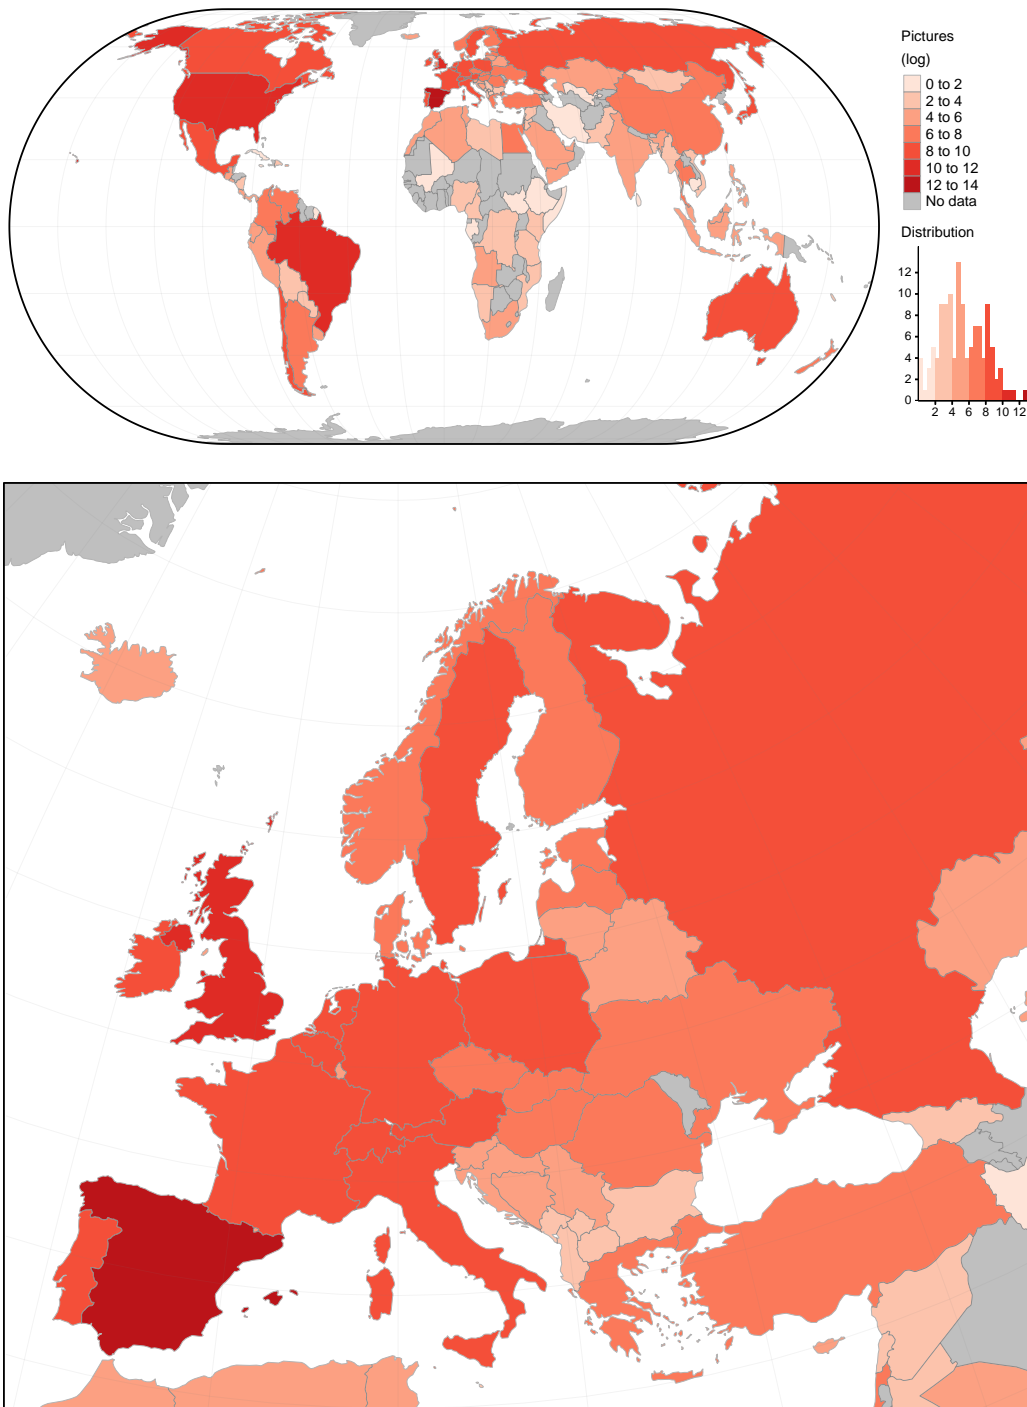 Pictures
(log)
0 to 2
2 to 4
4 to 6
6 to 8
8 to 10
10 to 12
12 to 14
No data
Distribution
12
10
8
6
4
2
0
2 4 6 8 10 12